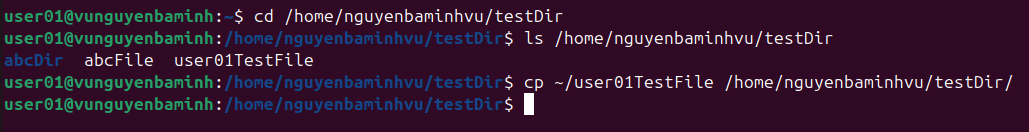 user01@vunguyenbaminh:~$ cd /home/nguyenbaminhvu/testDir
user01@vunguyenbaminh:/home/nguyenbaminhvu/testDir$ ls /home/nguyenbaminhvu/testDir
abcDir  abcFile  user01TestFile
user01@vunguyenbaminh:/home/nguyenbaminhvu/testDir$ cp ~/user01TestFile /home/nguyenbaminhvu/testDir/
user01@vunguyenbaminh:/home/nguyenbaminhvu/testDir$